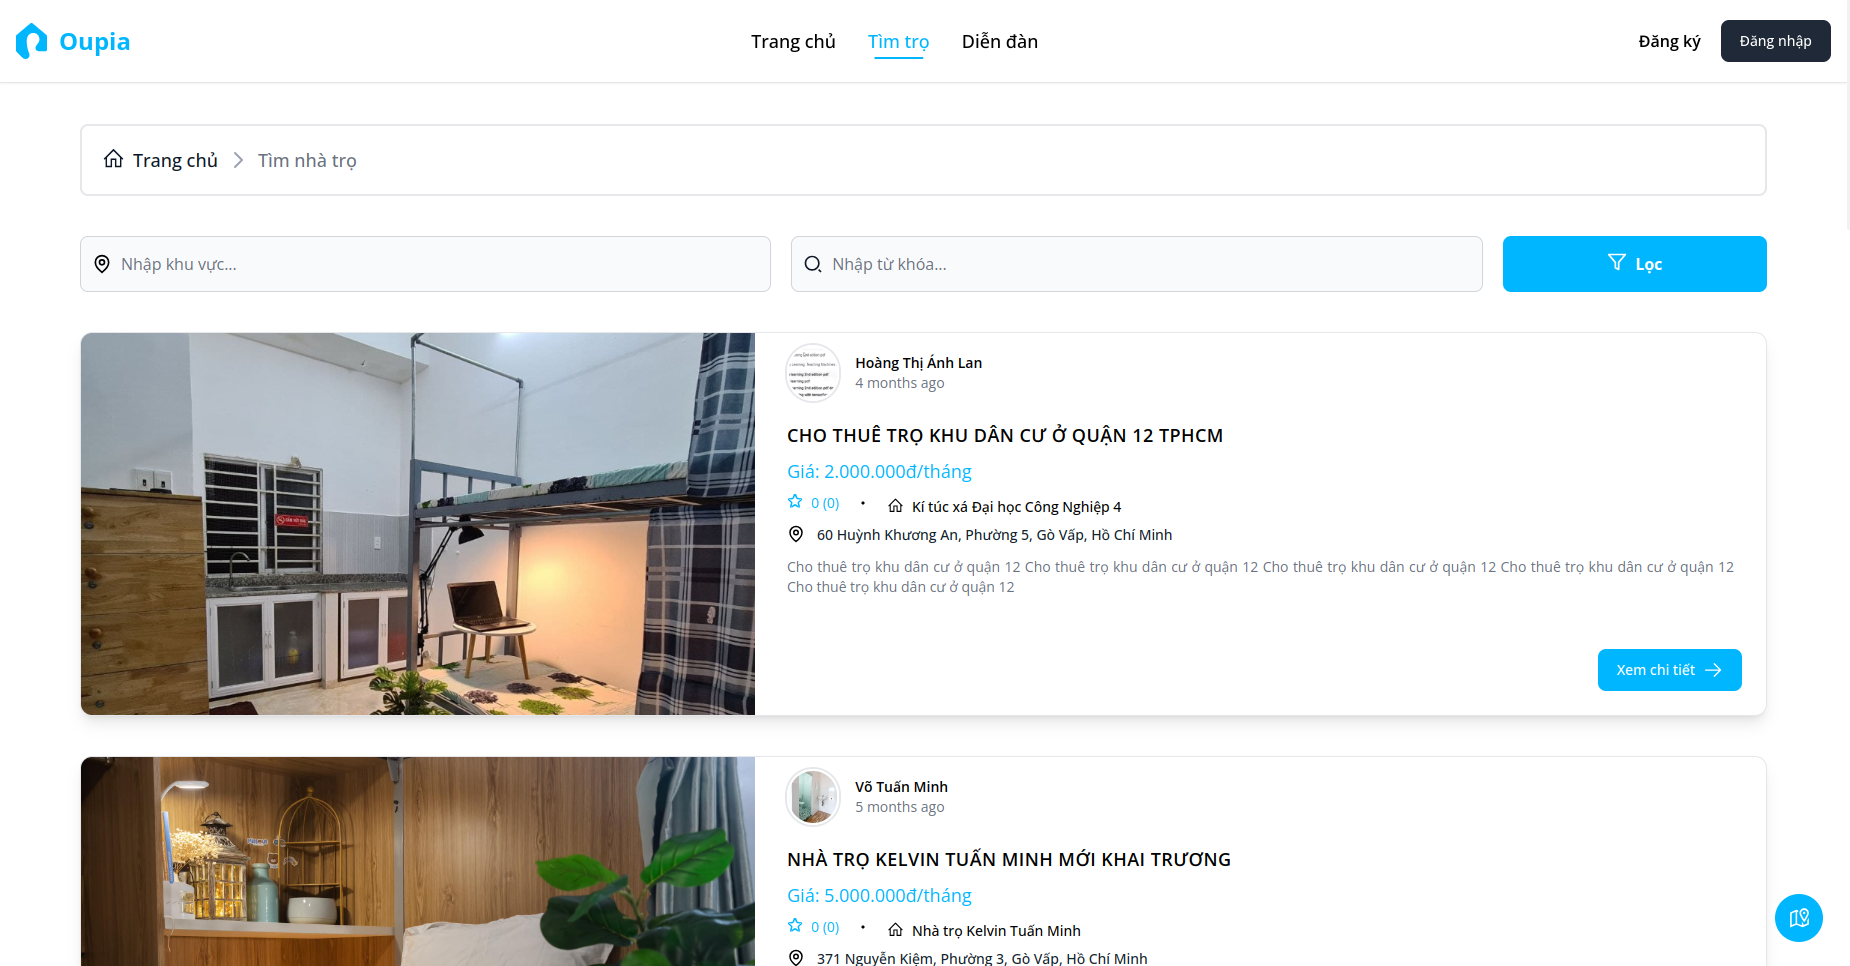 Oupia
Trang chủ
Tìm trọ
Diễn đàn
Đăng ký
Đăng nhập
Trang chủ
Tìm nhà trọ
Nhập khu vực...
Nhập từ khóa...
Lọc
Hoàng Thị Ánh Lan
4 months ago
CHO THUÊ TRỌ KHU DÂN CƯ Ở QUẬN 12 TPHCM
Giá: 2.000.000đ/tháng
0 (0) • Kí túc xá Đại học Công Nghiệp 4
60 Huỳnh Khương An, Phường 5, Gò Vấp, Hồ Chí Minh
Cho thuê trọ khu dân cư ở quận 12 Cho thuê trọ khu dân cư ở quận 12 Cho thuê trọ khu dân cư ở quận 12 Cho thuê trọ khu dân cư ở quận 12
Cho thuê trọ khu dân cư ở quận 12
Xem chi tiết
Võ Tuấn Minh
5 months ago
NHÀ TRỌ KELVIN TUẤN MINH MỚI KHAI TRƯƠNG
Giá: 5.000.000đ/tháng
0 (0) • Nhà trọ Kelvin Tuấn Minh
371 Nguyễn Kiệm, Phường 3, Gò Vấp, Hồ Chí Minh